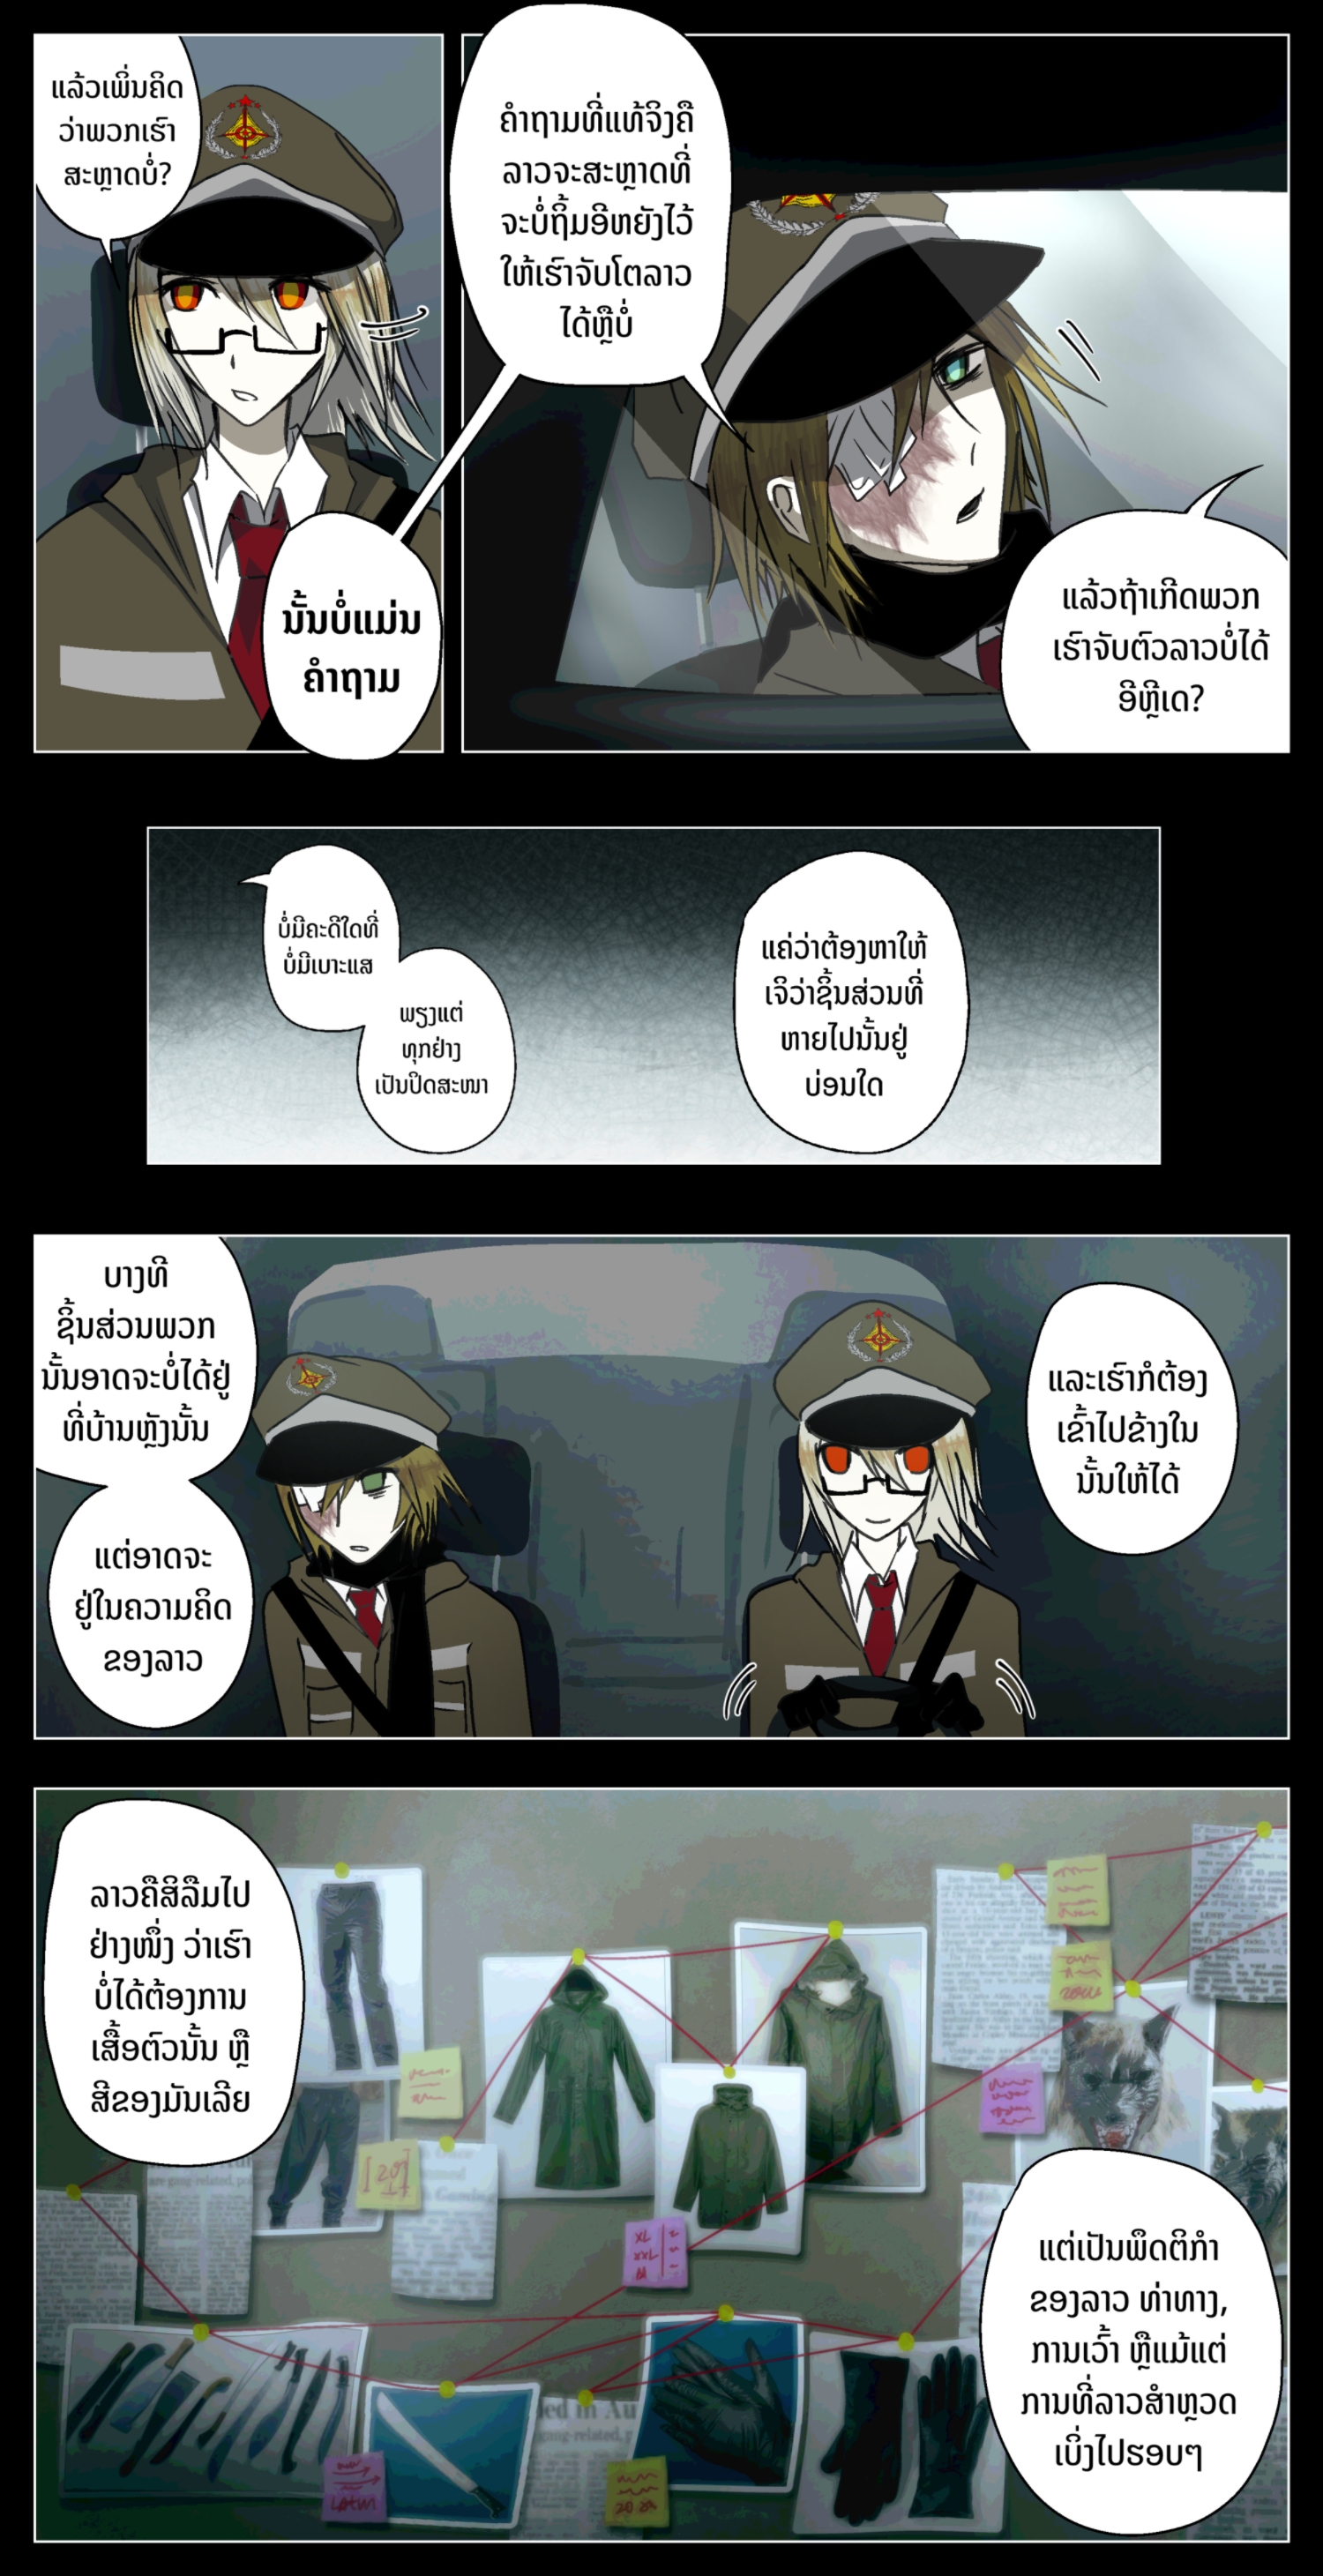 ແລ້ວເພິ່ນຄິດ
ວ່າພວກເຮົາ
ສະຫຼາດບໍ່?
ນັ້ນບໍ່ແມ່ນ
ຄຳຖາມ
ຄຳຖາມທີ່ແທ້ຈິງຄື
ລາວຈະສະຫຼາດທີ່
ຈະບໍ່ຖິ້ມອີຫຍັງໄວ້
ໃຫ້ເຮົາຈັບໂຕລາວ
ໄດ້ຫຼືບໍ່
ແລ້ວຖ້າເກີດພວກ
ເຮົາຈັບຕົວລາວບໍ່ໄດ້
ອີຫຼີເດ?
ບໍ່ມີຄະດີໃດທີ່
ບໍ່ມີເບາະແສ
ພຽງແຕ່
ທຸກຢ່າງ
ເປັນປິດສະໜາ
ແຄ່ວ່າຕ້ອງຫາໃຫ້
ເຈິວ່າຊິ້ນສ່ວນທີ່
ຫາຍໄປນັ້ນຢູ່
ບ່ອນໃດ
ບາງທີ
ຊິ້ນສ່ວນພວກ
ນັ້ນອາດຈະບໍ່ໄດ້ຢູ່
ທີ່ບ້ານຫຼັງນັ້ນ
ແຕ່ອາດຈະ
ຢູ່ໃນຄວາມຄິດ
ຂອງລາວ
ແລະເຮົາກໍຕ້ອງ
ເຂົ້າໄປຂ້າງໃນ
ນັ້ນໃຫ້ໄດ້
ລາວຄືສິລືມໄປ
ຢ່າງໜຶ່ງ ວ່າເຮົາ
ບໍ່ໄດ້ຕ້ອງການ
ເສື້ອຕົວນັ້ນ ຫຼື
ສີຂອງມັນເລີຍ
ແຕ່ເປັນພຶດຕິກຳ
ຂອງລາວ ທ່າທາງ,
ການເວົ້າ ຫຼືແມ້ແຕ່
ການທີ່ລາວສຳຫຼວດ
ເບິ່ງໄປຮອບໆ
XL
XXL